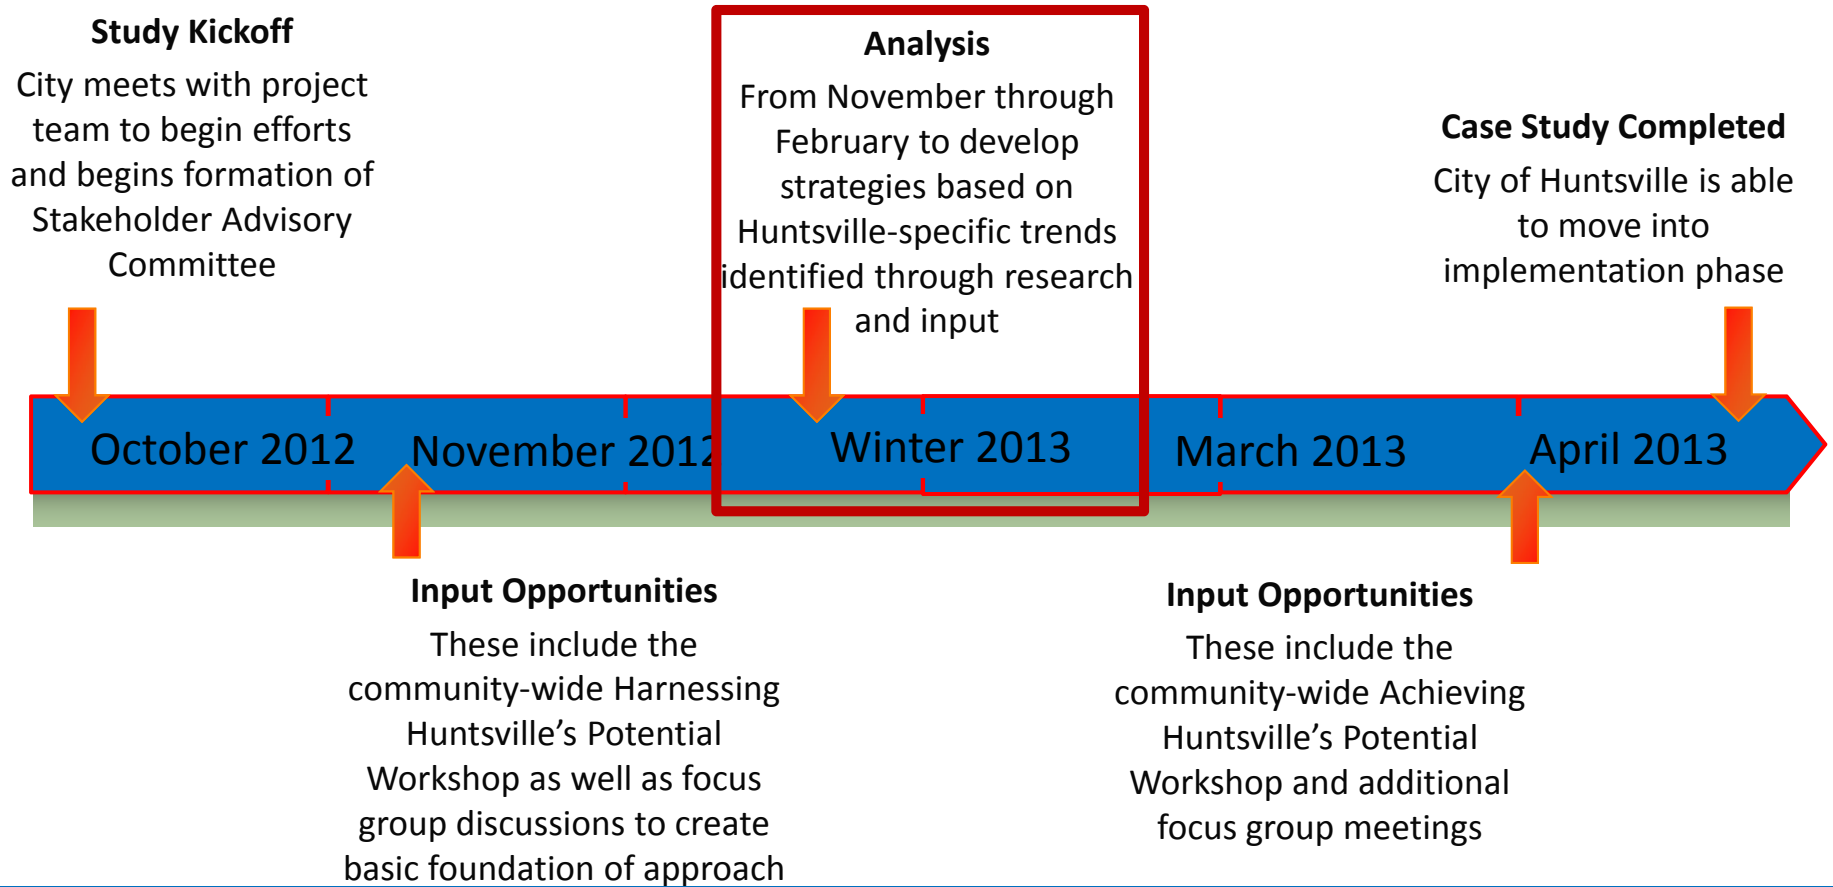 Study Kickoff
City meets with project
team to begin efforts
and begins formation of
Stakeholder Advisory
Committee
Analysis
From November through
February to develop
strategies based on
Huntsville-specific trends
identified through research
and input
Case Study Completed
City of Huntsville is able
to move into
implementation phase
October 2012
November 2012
Winter 2013
March 2013
April 2013
Input Opportunities
These include the
community-wide Harnessing
Huntsville’s Potential
Workshop as well as focus
group discussions to create
basic foundation of approach
Input Opportunities
These include the
community-wide Achieving
Huntsville’s Potential
Workshop and additional
focus group meetings